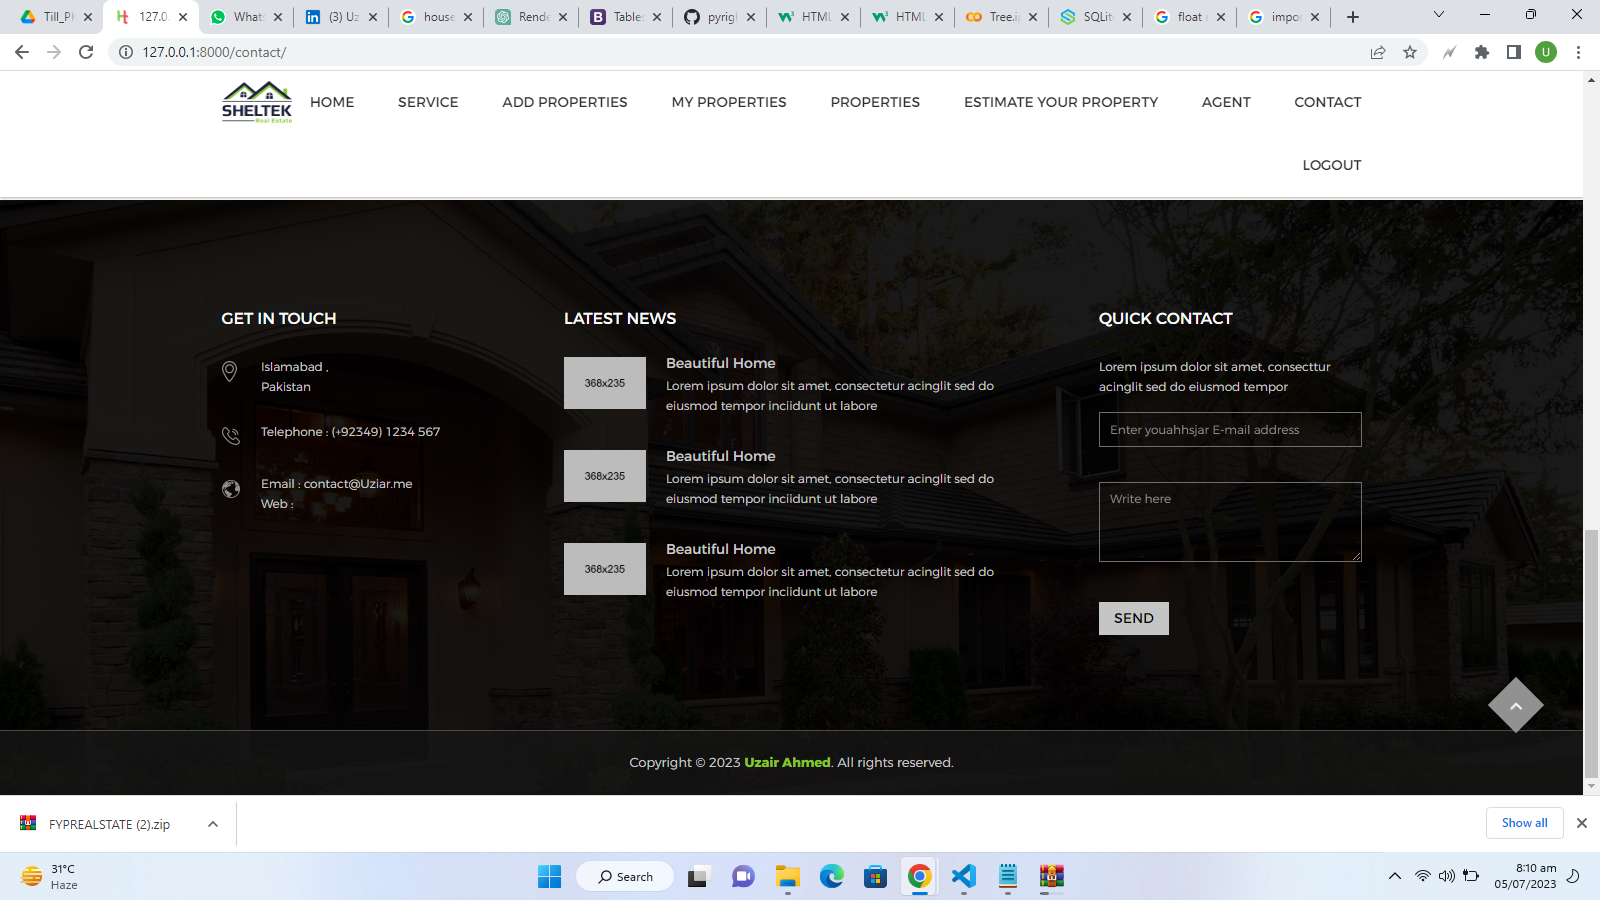 Till_Pl
127.0.
Whats
(3) Uz
house
Rende
Tables
pyrigl
HTML
HTML
Tree.i
SQLite
float
impor
127.0.0.1:8000/contact/
U
SHELTEK
Real Estate
HOME
SERVICE
ADD PROPERTIES
MY PROPERTIES
PROPERTIES
ESTIMATE YOUR PROPERTY
AGENT
CONTACT
LOGOUT
GET IN TOUCH
Islamabad ,
Pakistan
Telephone : (+92349) 1234 567
Email : contact@Uziar.me
Web :
LATEST NEWS
368x235
Beautiful Home
Lorem ipsum dolor sit amet, consectetur acinglit sed do
eiusmod tempor inciidunt ut labore
368x235
Beautiful Home
Lorem ipsum dolor sit amet, consectetur acinglit sed do
eiusmod tempor inciidunt ut labore
368x235
Beautiful Home
Lorem ipsum dolor sit amet, consectetur acinglit sed do
eiusmod tempor inciidunt ut labore
QUICK CONTACT
Lorem ipsum dolor sit amet, consecttur
acinglit sed do eiusmod tempor
Enter youahhsjar E-mail address
Write here
SEND
Copyright © 2023 Uzair Ahmed. All rights reserved.
FYPREALSTATE (2).zip
Show all
31°C
Haze
Search
8:10 am
05/07/2023